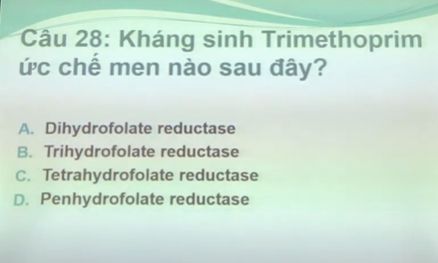 Câu 28: Kháng sinh Trimethoprim
ức chế men nào sau đây?
A. Dihydrofolate reductase
B. Trihydrofolate reductase
C. Tetrahydrofolate reductase
D. Penhydrofolate reductase